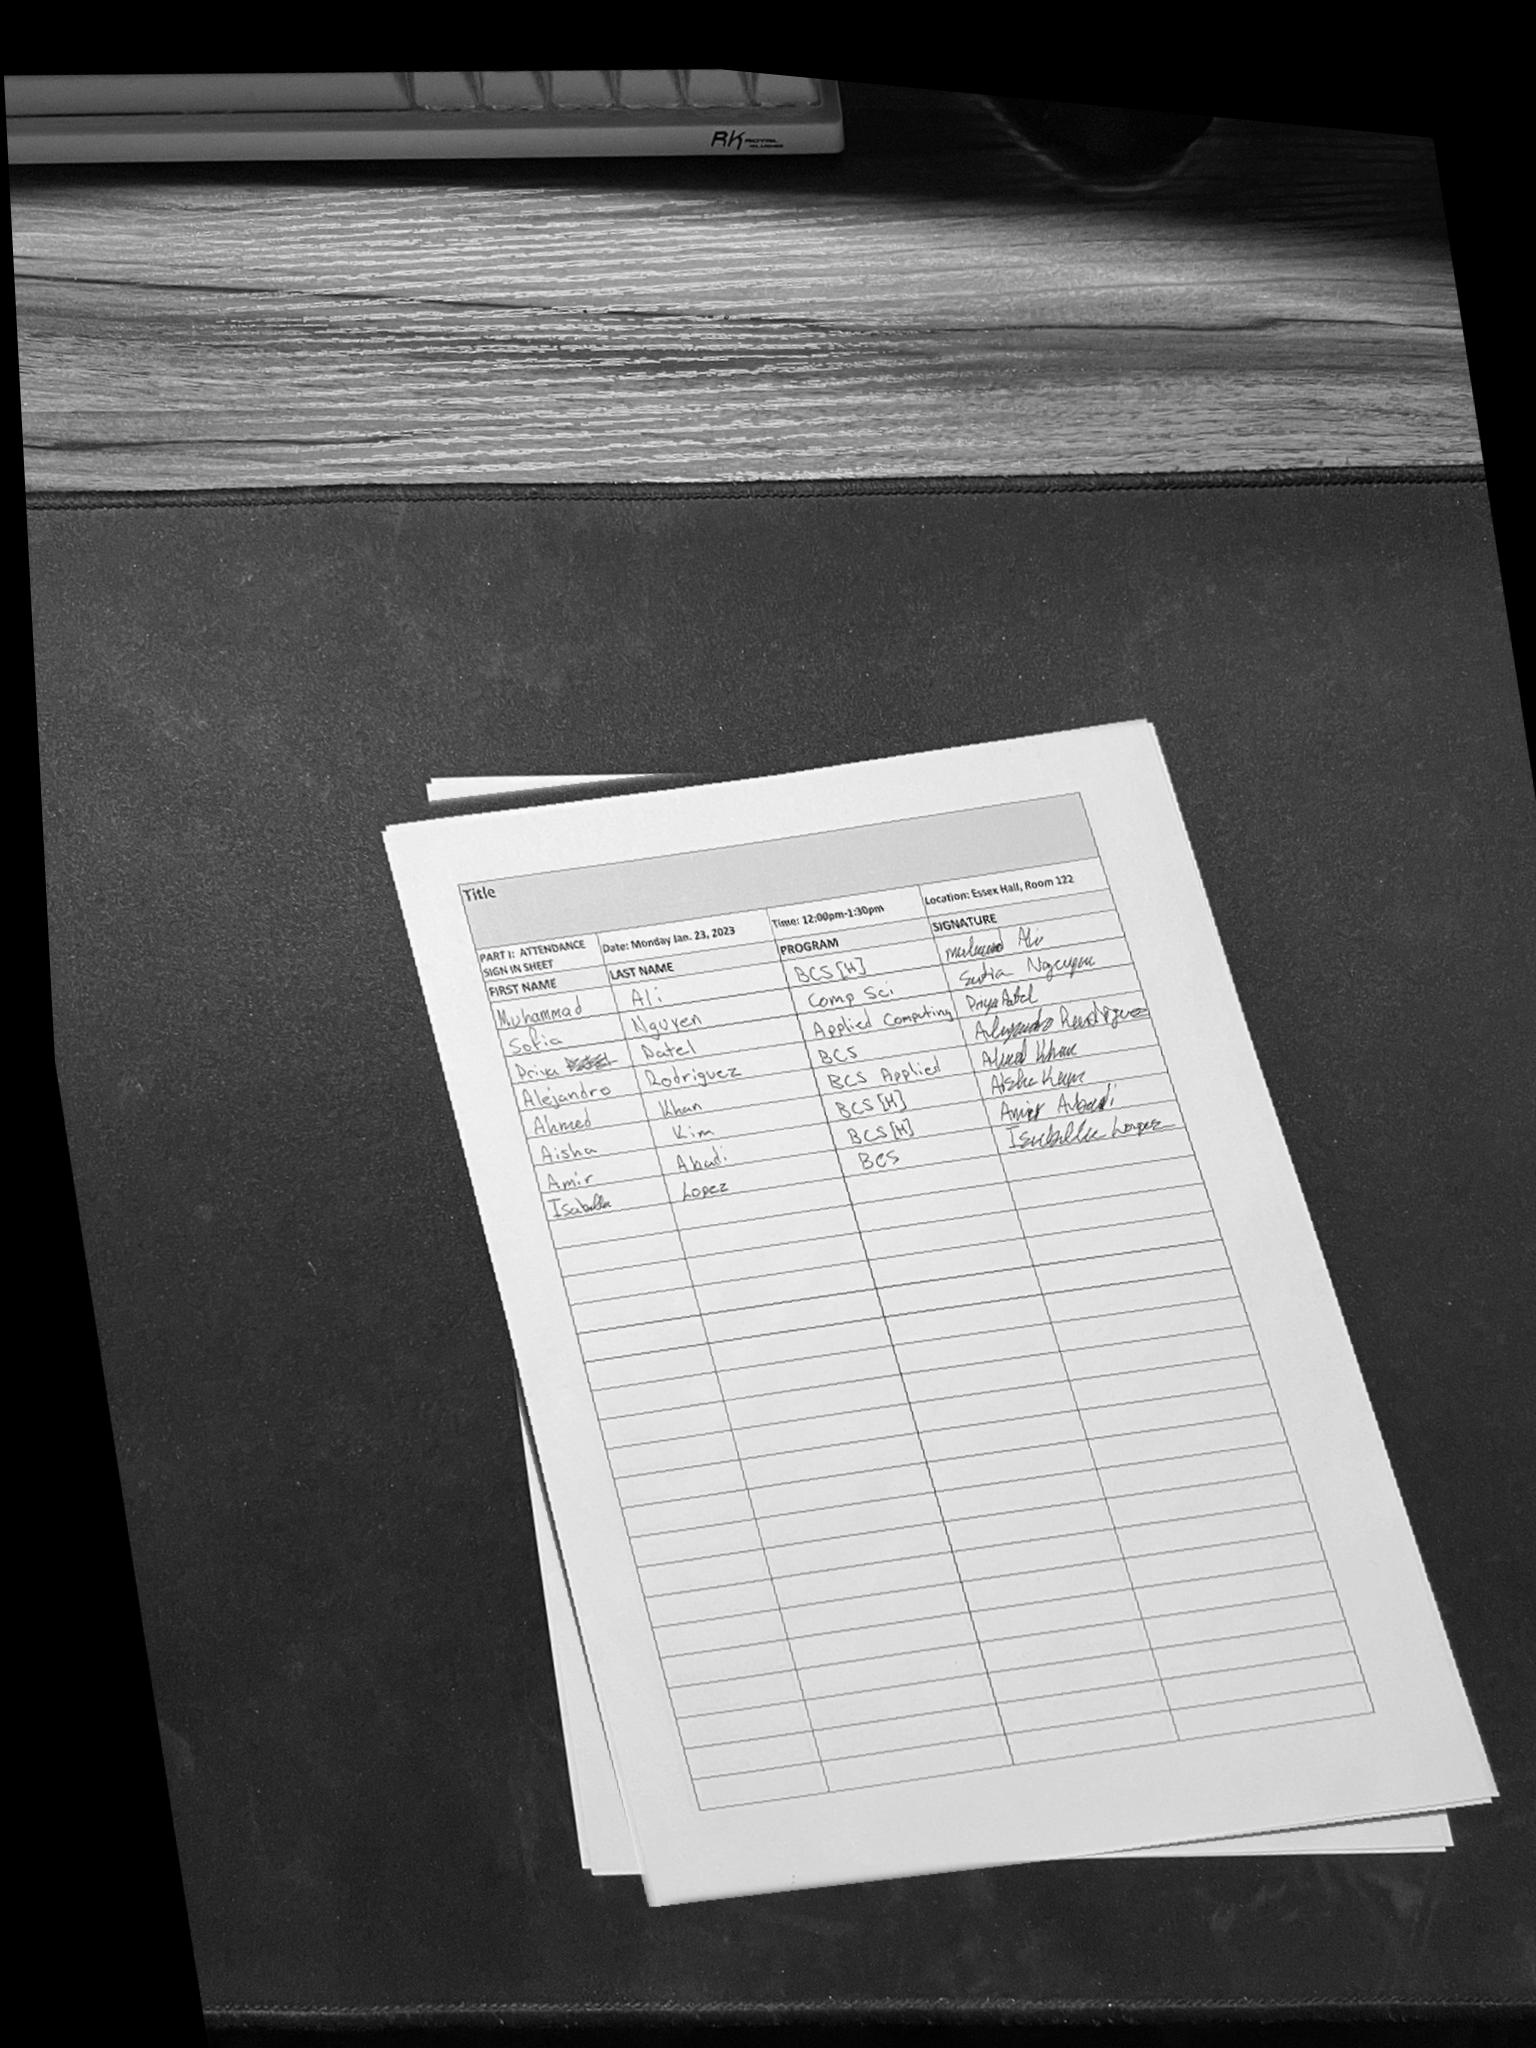 RK ROYAL KLUDGE
Title
PART I: ATTENDANCE SIGN IN SHEET Date: Monday Jan. 23, 2023 Time: 12:00pm-1:30pm Location: Essex Hall, Room 122
FIRST NAME LAST NAME PROGRAM SIGNATURE
Muhammad Ali BCS [H] Ali
Sofia Nguyen Comp Sci Sofia Nguyen
Priya Patel Applied Computing Priya Patel
Alejandro Rodriguez BCS Alejandro Rodriguez
Ahmed Khan BCS Applied Ahmed Khan
Aisha Kim BCS [H] Aisha Kim
Amir Abadi BCS [H] Amir Abadi
Isabella Lopez BCS Isabella Lopez